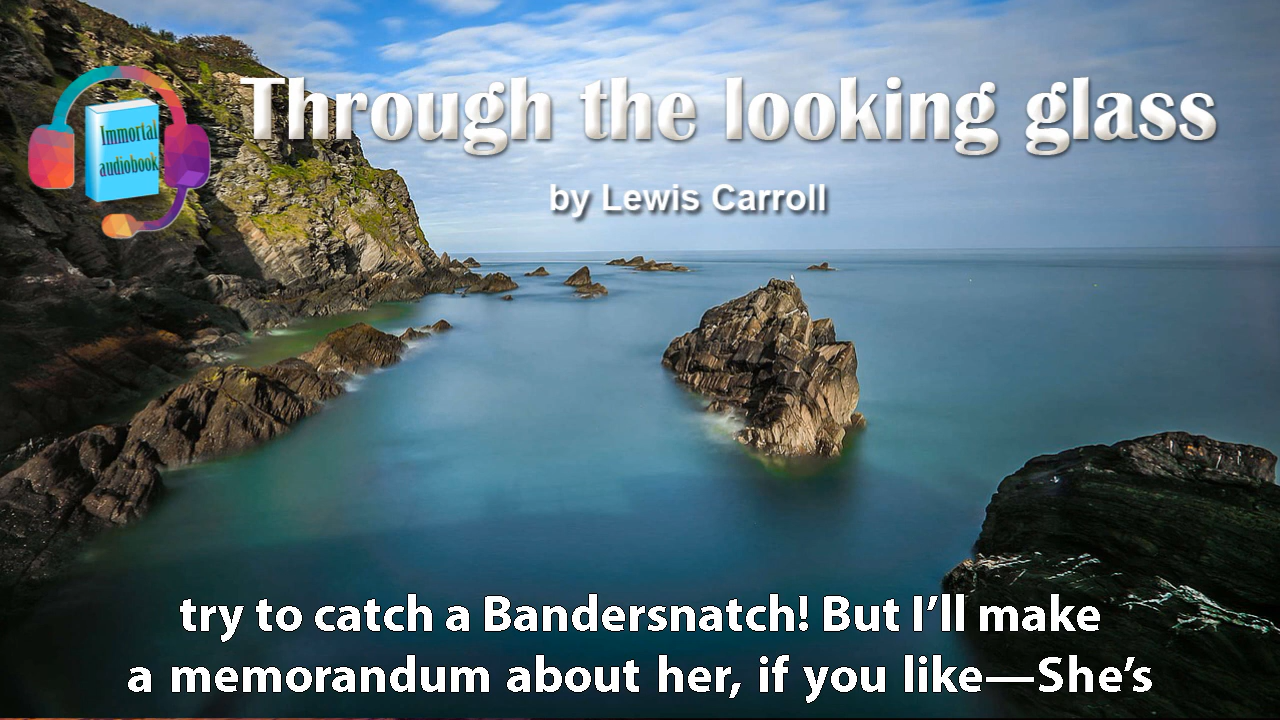 Through the looking glass
Immortal
audiobook
by Lewis Carroll
try to catch a Bandersnatch! But I’ll make
a memorandum about her, if you like—She’s